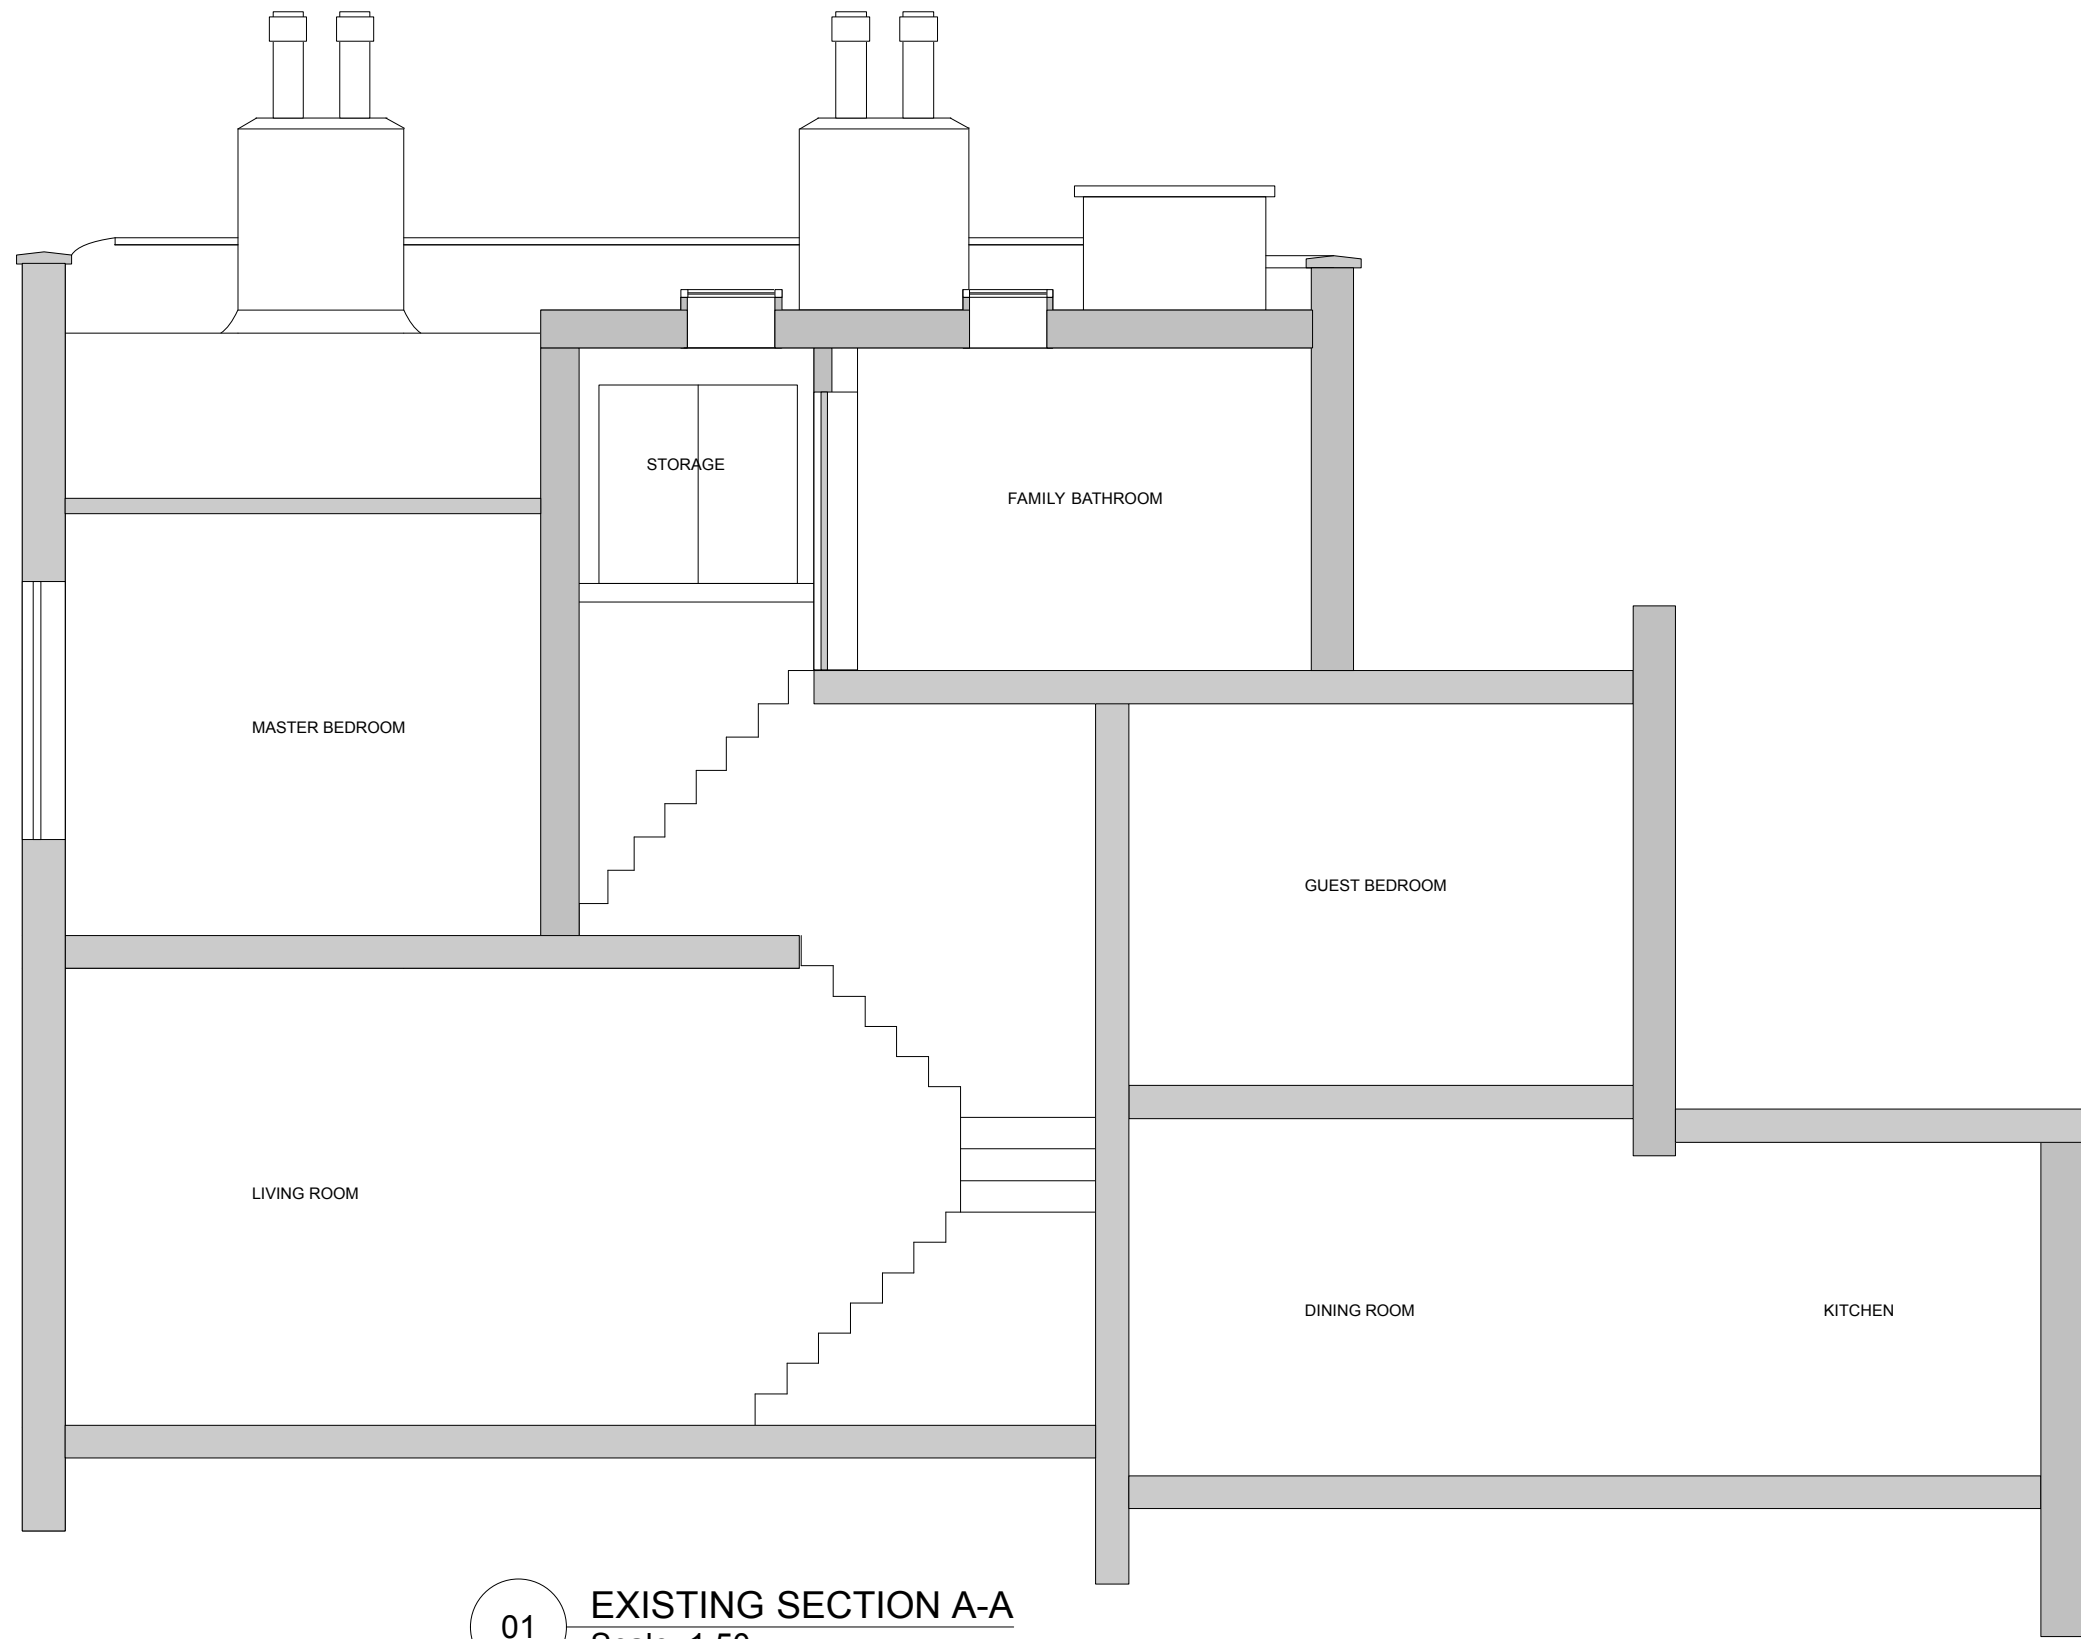 STORAGE
FAMILY BATHROOM
MASTER BEDROOM
GUEST BEDROOM
LIVING ROOM
DINING ROOM
KITCHEN
01
EXISTING SECTION A-A